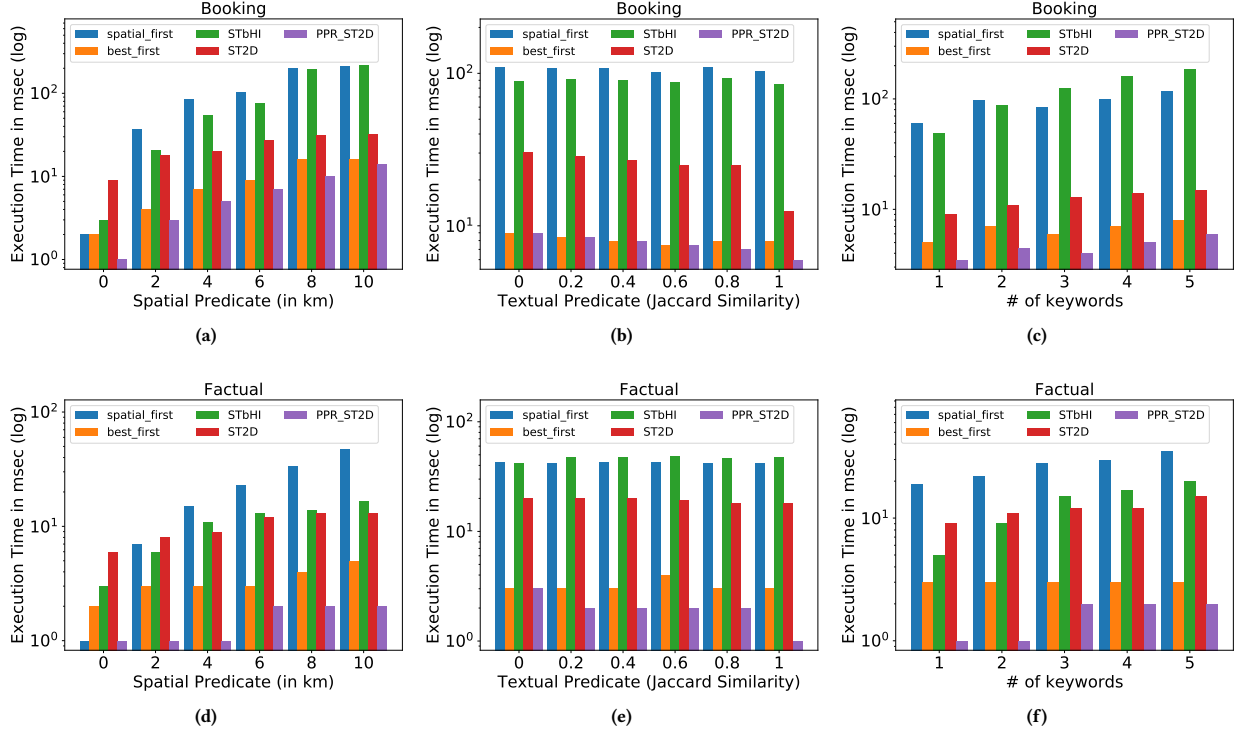 Booking
Execution Time in msec (log)
spatial_first
best_first
STbHI
ST2D
PPR_ST2D
10²
10¹
10⁰
0 2 4 6 8 10
Spatial Predicate (in km)
(a)
Booking
Execution Time in msec (log)
spatial_first
best_first
STbHI
ST2D
PPR_ST2D
10²
10¹
0 0.2 0.4 0.6 0.8 1
Textual Predicate (Jaccard Similarity)
(b)
Booking
Execution Time in msec (log)
spatial_first
best_first
STbHI
ST2D
PPR_ST2D
10²
10¹
1 2 3 4 5
# of keywords
(c)
Factual
Execution Time in msec (log)
spatial_first
best_first
STbHI
ST2D
PPR_ST2D
10²
10¹
10⁰
0 2 4 6 8 10
Spatial Predicate (in km)
(d)
Factual
Execution Time in msec (log)
spatial_first
best_first
STbHI
ST2D
PPR_ST2D
10²
10¹
10⁰
0 0.2 0.4 0.6 0.8 1
Textual Predicate (Jaccard Similarity)
(e)
Factual
Execution Time in msec (log)
spatial_first
best_first
STbHI
ST2D
PPR_ST2D
10¹
10⁰
1 2 3 4 5
# of keywords
(f)